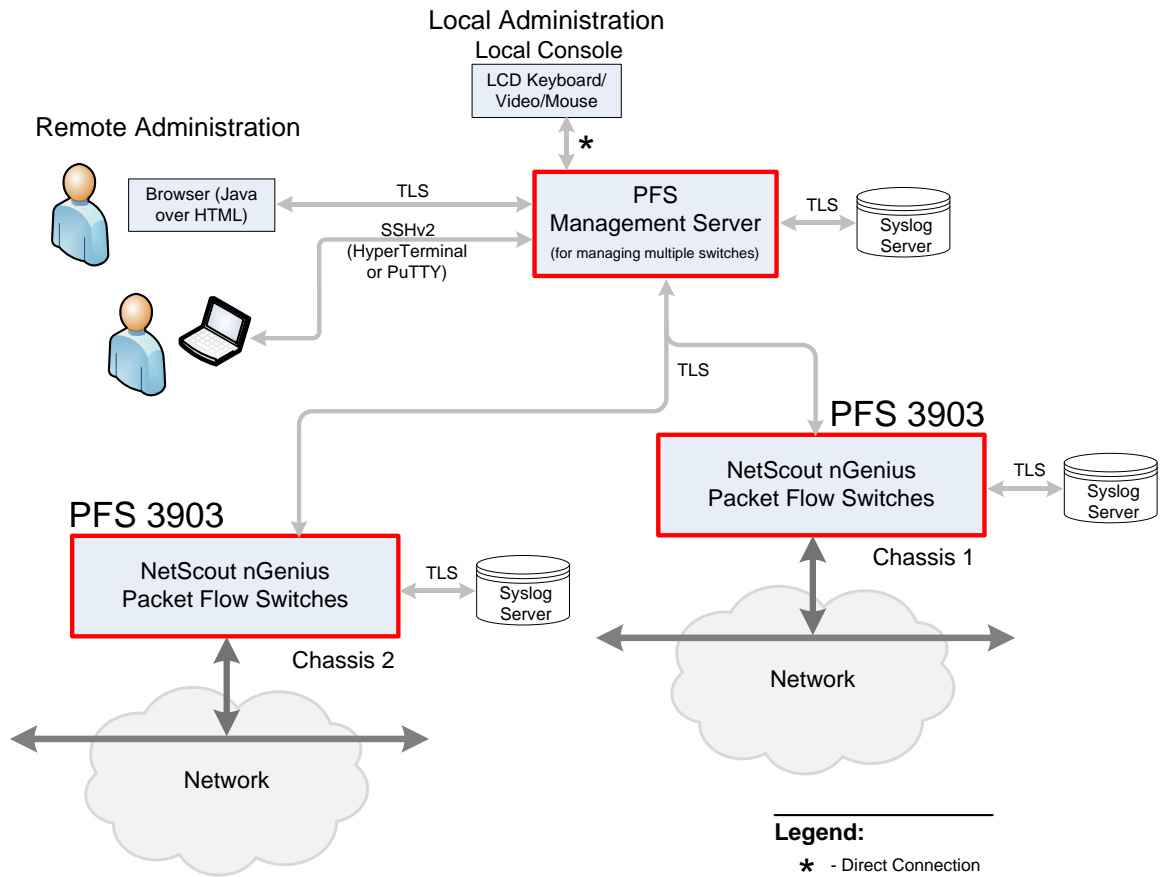 Local Administration
Local Console
LCD Keyboard/
Video/Mouse
*
Remote Administration
Browser (Java
over HTML)
TLS
SSHv2
(HyperTerminal
or PuTTY)
PFS
Management Server
(for managing multiple switches)
TLS
Syslog
Server
TLS
PFS 3903
NetScout nGenius
Packet Flow Switches
TLS
Syslog
Server
Chassis 1
Network
PFS 3903
NetScout nGenius
Packet Flow Switches
TLS
Syslog
Server
Chassis 2
Network
Legend:
* - Direct Connection